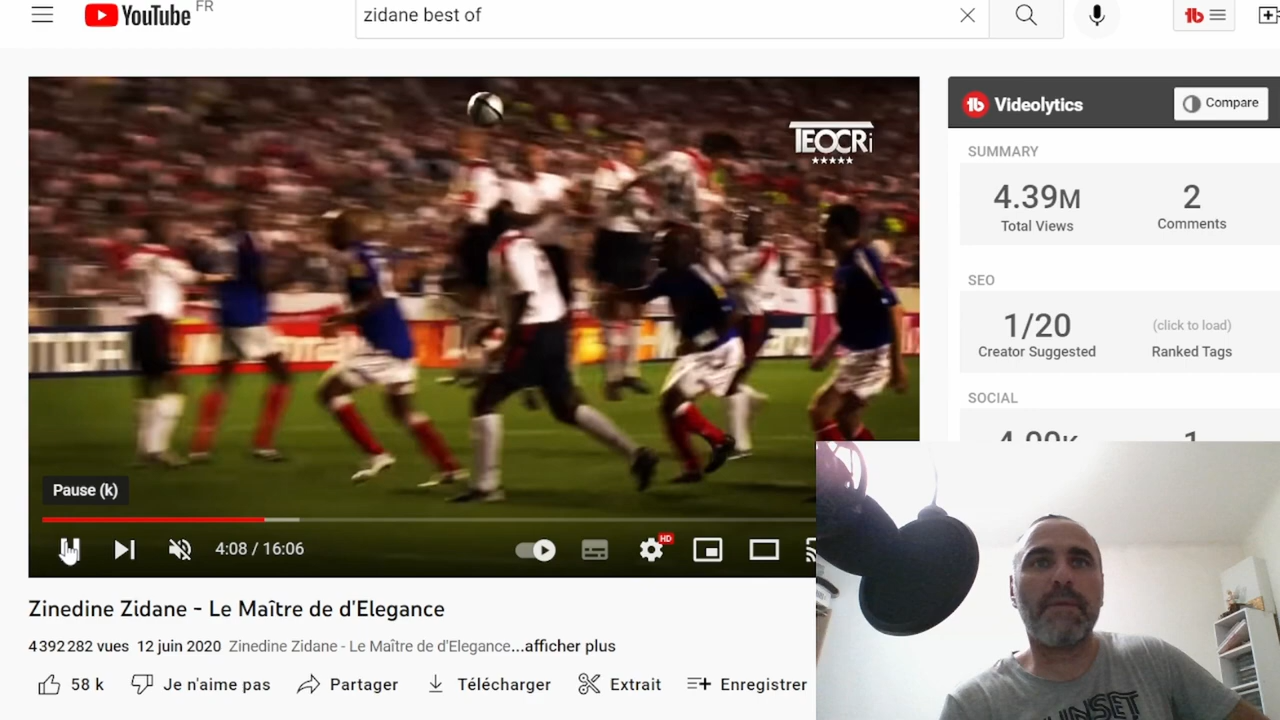 YouTube FR
zidane best of
Videolytics
Compare
TEOCRi
SUMMARY
4.39M
2
Total Views
Comments
SEO
1/20
(click to load)
Creator Suggested
Ranked Tags
SOCIAL
Pause (k)
4:08 / 16:06
HD
Zinedine Zidane - Le Maître de d'Elegance
4 392 282 vues 12 juin 2020 Zinedine Zidane - Le Maître de d'Elegance...afficher plus
58 k Je n'aime pas Partager Télécharger Extrait Enregistrer
SUNSET